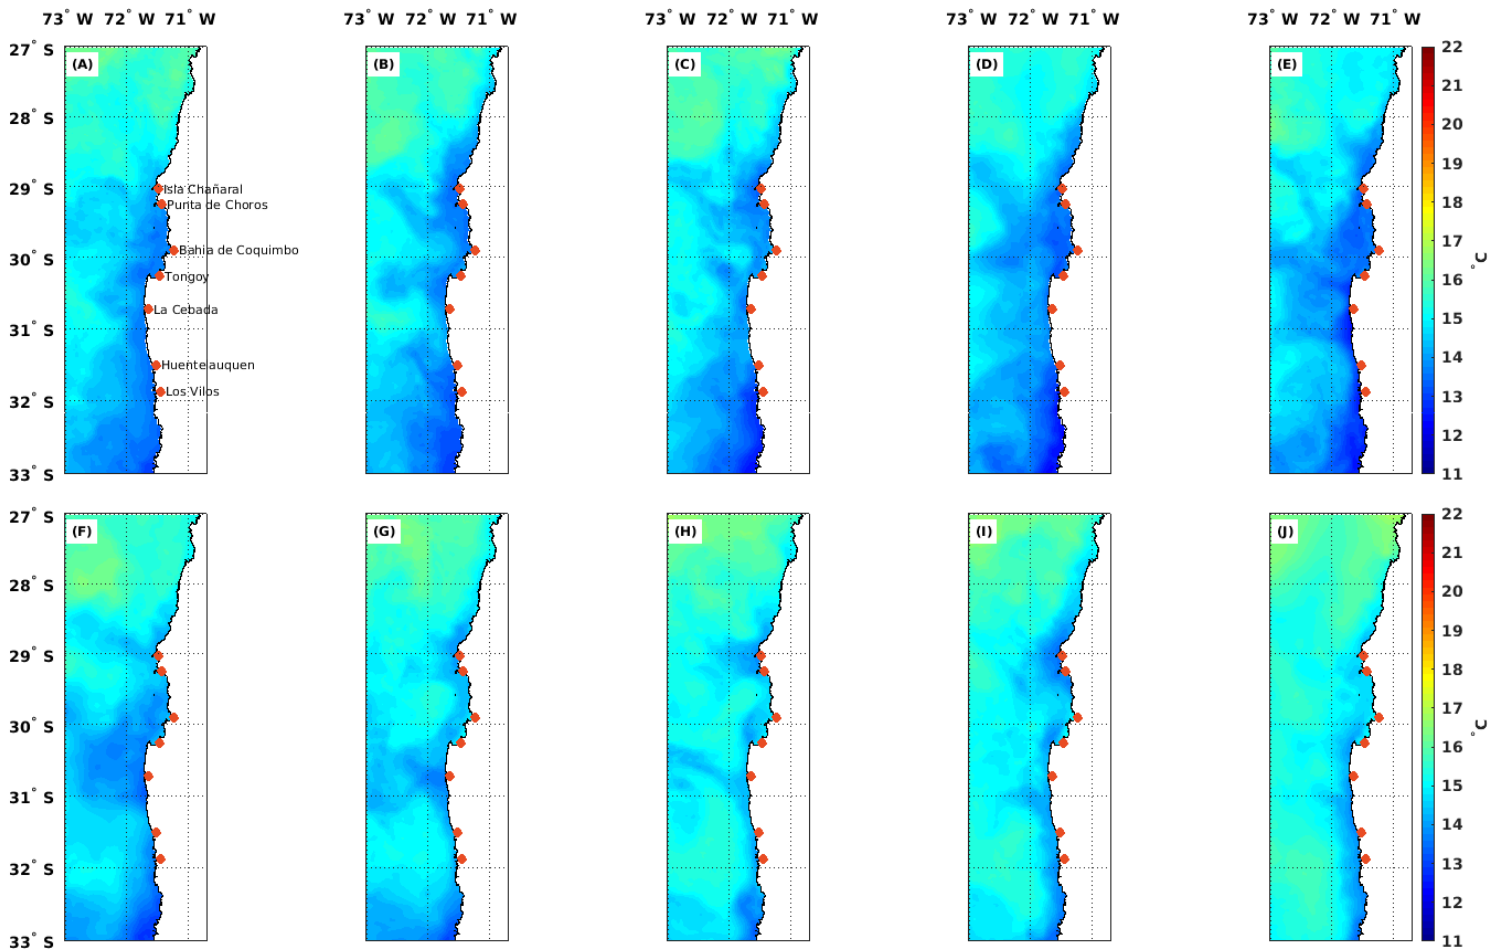 73° W 72° W 71° W 73° W 72° W 71° W 73° W 72° W 71° W 73° W 72° W 71° W 73° W 72° W 71° W
27° S
28° S
29° S
30° S
31° S
32° S
33° S
(A)
Isla Chañaral
Punta de Choros
Bahia de Coquimbo
Tongoy
La Cebada
Huentelauquen
Los Vilos
(B)
(C)
(D)
(E)
22
21
20
19
18
17
16
15
14
13
12
11
°C
27° S
28° S
29° S
30° S
31° S
32° S
33° S
(F)
(G)
(H)
(I)
(J)
22
21
20
19
18
17
16
15
14
13
12
11
°C